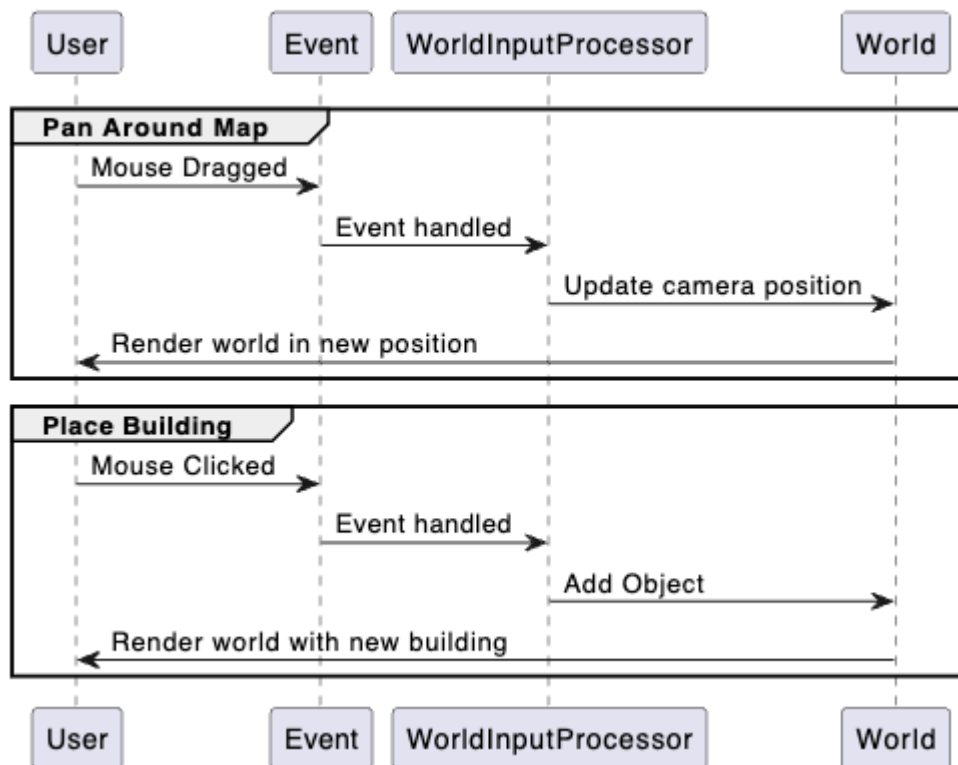 User Event WorldInputProcessor World
Pan Around Map
Mouse Dragged
Event handled
Update camera position
Render world in new position
Place Building
Mouse Clicked
Event handled
Add Object
Render world with new building
User Event WorldInputProcessor World